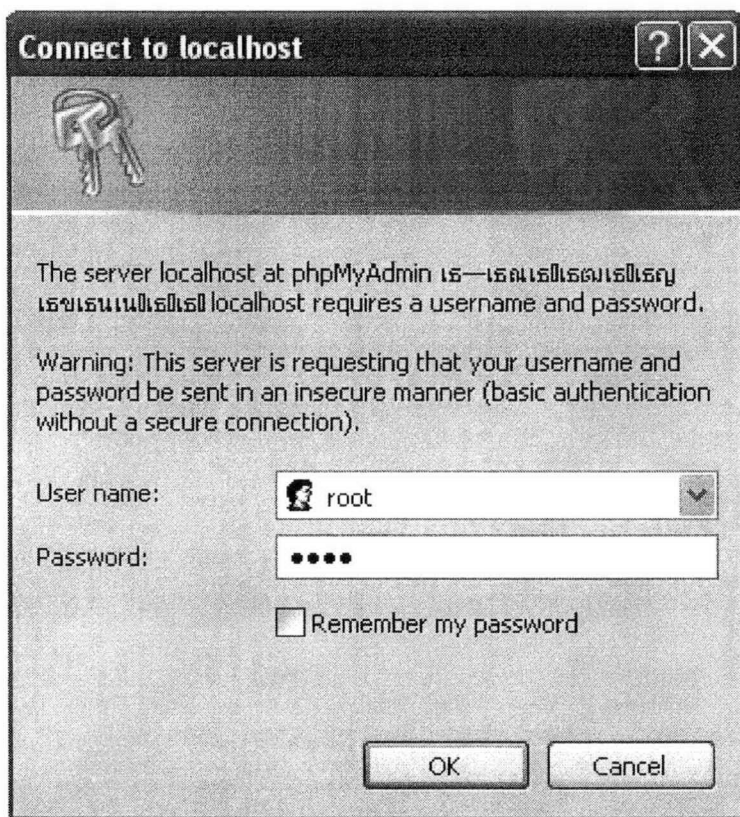 Connect to localhost
The server localhost at phpMyAdmin
localhost requires a username and password.
Warning: This server is requesting that your username and
password be sent in an insecure manner (basic authentication
without a secure connection).
User name:
root
Password:
••••
Remember my password
OK
Cancel